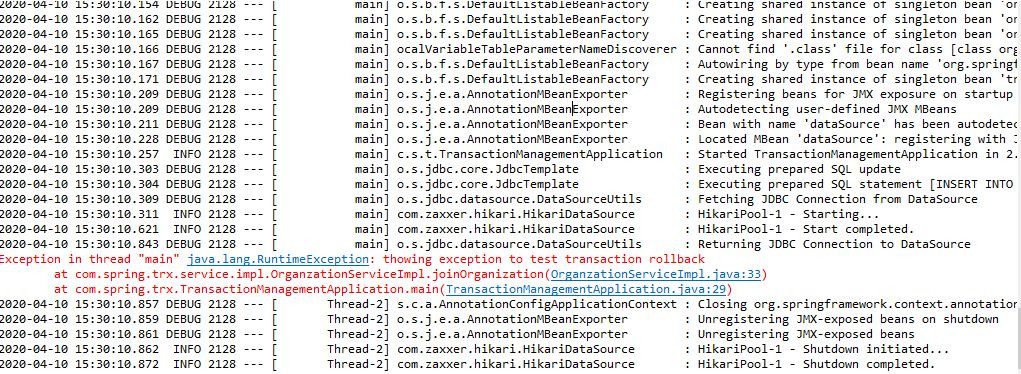 2020-04-10 15:30:10.154 DEBUG 2128 --- [           main] o.s.b.f.s.DefaultListableBeanFactory     : Creating shared instance of singleton bean 'or
2020-04-10 15:30:10.162 DEBUG 2128 --- [           main] o.s.b.f.s.DefaultListableBeanFactory     : Creating shared instance of singleton bean 'or
2020-04-10 15:30:10.165 DEBUG 2128 --- [           main] o.s.b.f.s.DefaultListableBeanFactory     : Creating shared instance of singleton bean 'or
2020-04-10 15:30:10.166 DEBUG 2128 --- [           main] ocalVariableTableParameterNameDiscoverer : Cannot find '.class' file for class [class org
2020-04-10 15:30:10.167 DEBUG 2128 --- [           main] o.s.b.f.s.DefaultListableBeanFactory     : Autowiring by type from bean name 'org.springf
2020-04-10 15:30:10.171 DEBUG 2128 --- [           main] o.s.b.f.s.DefaultListableBeanFactory     : Creating shared instance of singleton bean 'tr
2020-04-10 15:30:10.209 DEBUG 2128 --- [           main] o.s.j.e.a.AnnotationMBeanExporter        : Registering beans for JMX exposure on startup
2020-04-10 15:30:10.209 DEBUG 2128 --- [           main] o.s.j.e.a.AnnotationMBeanExporter        : Autodetecting user-defined JMX MBeans
2020-04-10 15:30:10.211 DEBUG 2128 --- [           main] o.s.j.e.a.AnnotationMBeanExporter        : Bean with name 'dataSource' has been autodetec
2020-04-10 15:30:10.228 DEBUG 2128 --- [           main] o.s.j.e.a.AnnotationMBeanExporter        : Located MBean 'dataSource': registering with J
2020-04-10 15:30:10.257  INFO 2128 --- [           main] c.s.t.TransactionManagementApplication   : Started TransactionManagementApplication in 2.
2020-04-10 15:30:10.303 DEBUG 2128 --- [           main] o.s.jdbc.core.JdbcTemplate               : Executing prepared SQL update
2020-04-10 15:30:10.304 DEBUG 2128 --- [           main] o.s.jdbc.core.JdbcTemplate               : Executing prepared SQL statement [INSERT INTO
2020-04-10 15:30:10.309 DEBUG 2128 --- [           main] o.s.jdbc.datasource.DataSourceUtils      : Fetching JDBC Connection from DataSource
2020-04-10 15:30:10.311  INFO 2128 --- [           main] com.zaxxer.hikari.HikariDataSource       : HikariPool-1 - Starting...
2020-04-10 15:30:10.621  INFO 2128 --- [           main] com.zaxxer.hikari.HikariDataSource       : HikariPool-1 - Start completed.
2020-04-10 15:30:10.843 DEBUG 2128 --- [           main] o.s.jdbc.datasource.DataSourceUtils      : Returning JDBC Connection to DataSource
Exception in thread "main" java.lang.RuntimeException: thowing exception to test transaction rollback
at com.spring.trx.service.impl.OrganzationServiceImpl.joinOrganization(OrganzationServiceImpl.java:33)
at com.spring.trx.TransactionManagementApplication.main(TransactionManagementApplication.java:29)
2020-04-10 15:30:10.857 DEBUG 2128 --- [       Thread-2] s.c.a.AnnotationConfigApplicationContext : Closing org.springframework.context.annotation
2020-04-10 15:30:10.859 DEBUG 2128 --- [       Thread-2] o.s.j.e.a.AnnotationMBeanExporter        : Unregistering JMX-exposed beans on shutdown
2020-04-10 15:30:10.861 DEBUG 2128 --- [       Thread-2] o.s.j.e.a.AnnotationMBeanExporter        : Unregistering JMX-exposed beans
2020-04-10 15:30:10.862  INFO 2128 --- [       Thread-2] com.zaxxer.hikari.HikariDataSource       : HikariPool-1 - Shutdown initiated...
2020-04-10 15:30:10.872  INFO 2128 --- [       Thread-2] com.zaxxer.hikari.HikariDataSource       : HikariPool-1 - Shutdown completed.